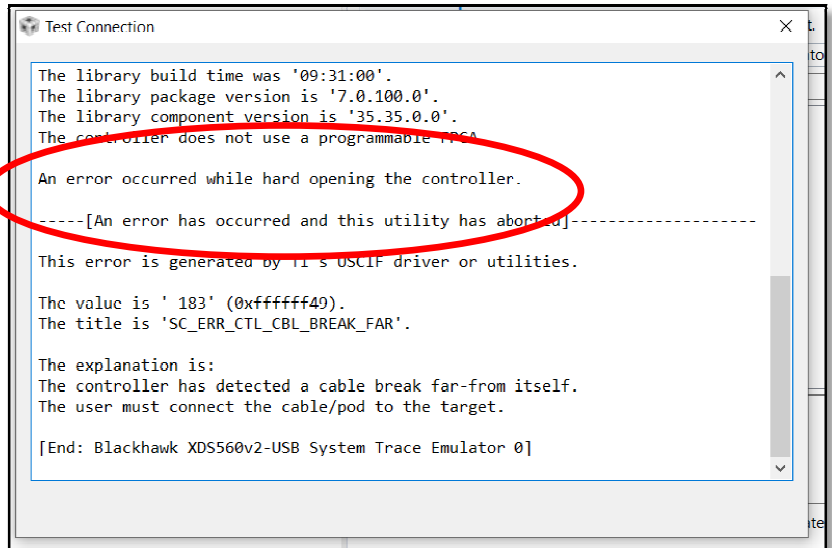 Test Connection
t.
ato
The library build time was '09:31:00'.
The library package version is '7.0.100.0'.
The library component version is '35.35.0.0'.
The controller does not use a programmable FPGA.
An error occurred while hard opening the controller.
-----[An error has occurred and this utility has aborted]--------------------
This error is generated by TI's USCIF driver or utilities.
The value is ' 183' (0xffffff49).
The title is 'SC_ERR_CTL_CBL_BREAK_FAR'.
The explanation is:
The controller has detected a cable break far-from itself.
The user must connect the cable/pod to the target.
[End: Blackhawk XDS560v2-USB System Trace Emulator 0]
ate